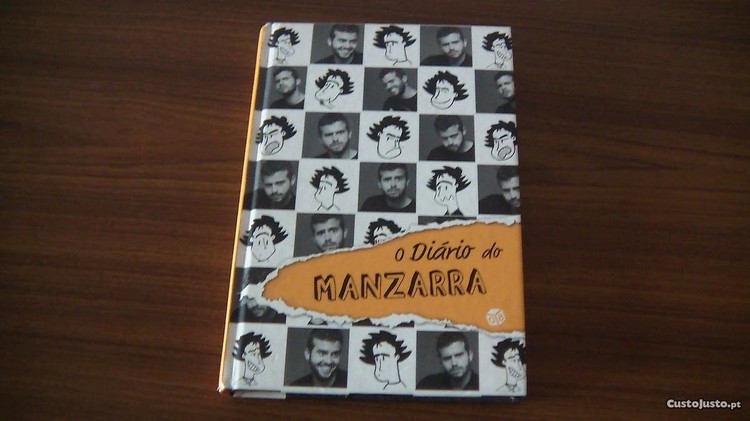 O Diário do
MANZARRA
CustoJusto.pt